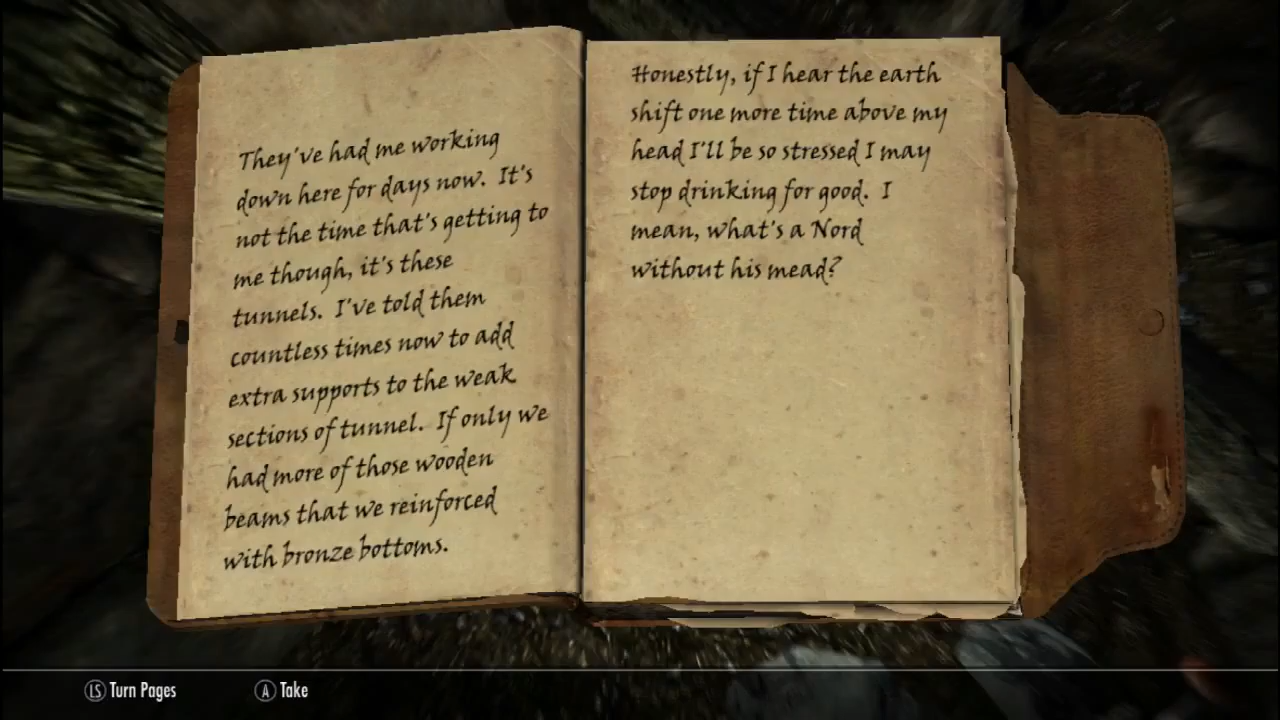 They've had me working
down here for days now. It's
not the time that's getting to
me though, it's these
tunnels. I've told them
countless times now to add
extra supports to the weak
sections of tunnel. If only we
had more of those wooden
beams that we reinforced
with bronze bottoms.
Honestly, if I hear the earth
shift one more time above my
head I'll be so stressed I may
stop drinking for good. I
mean, what's a Nord
without his mead?
LS Turn Pages
A Take